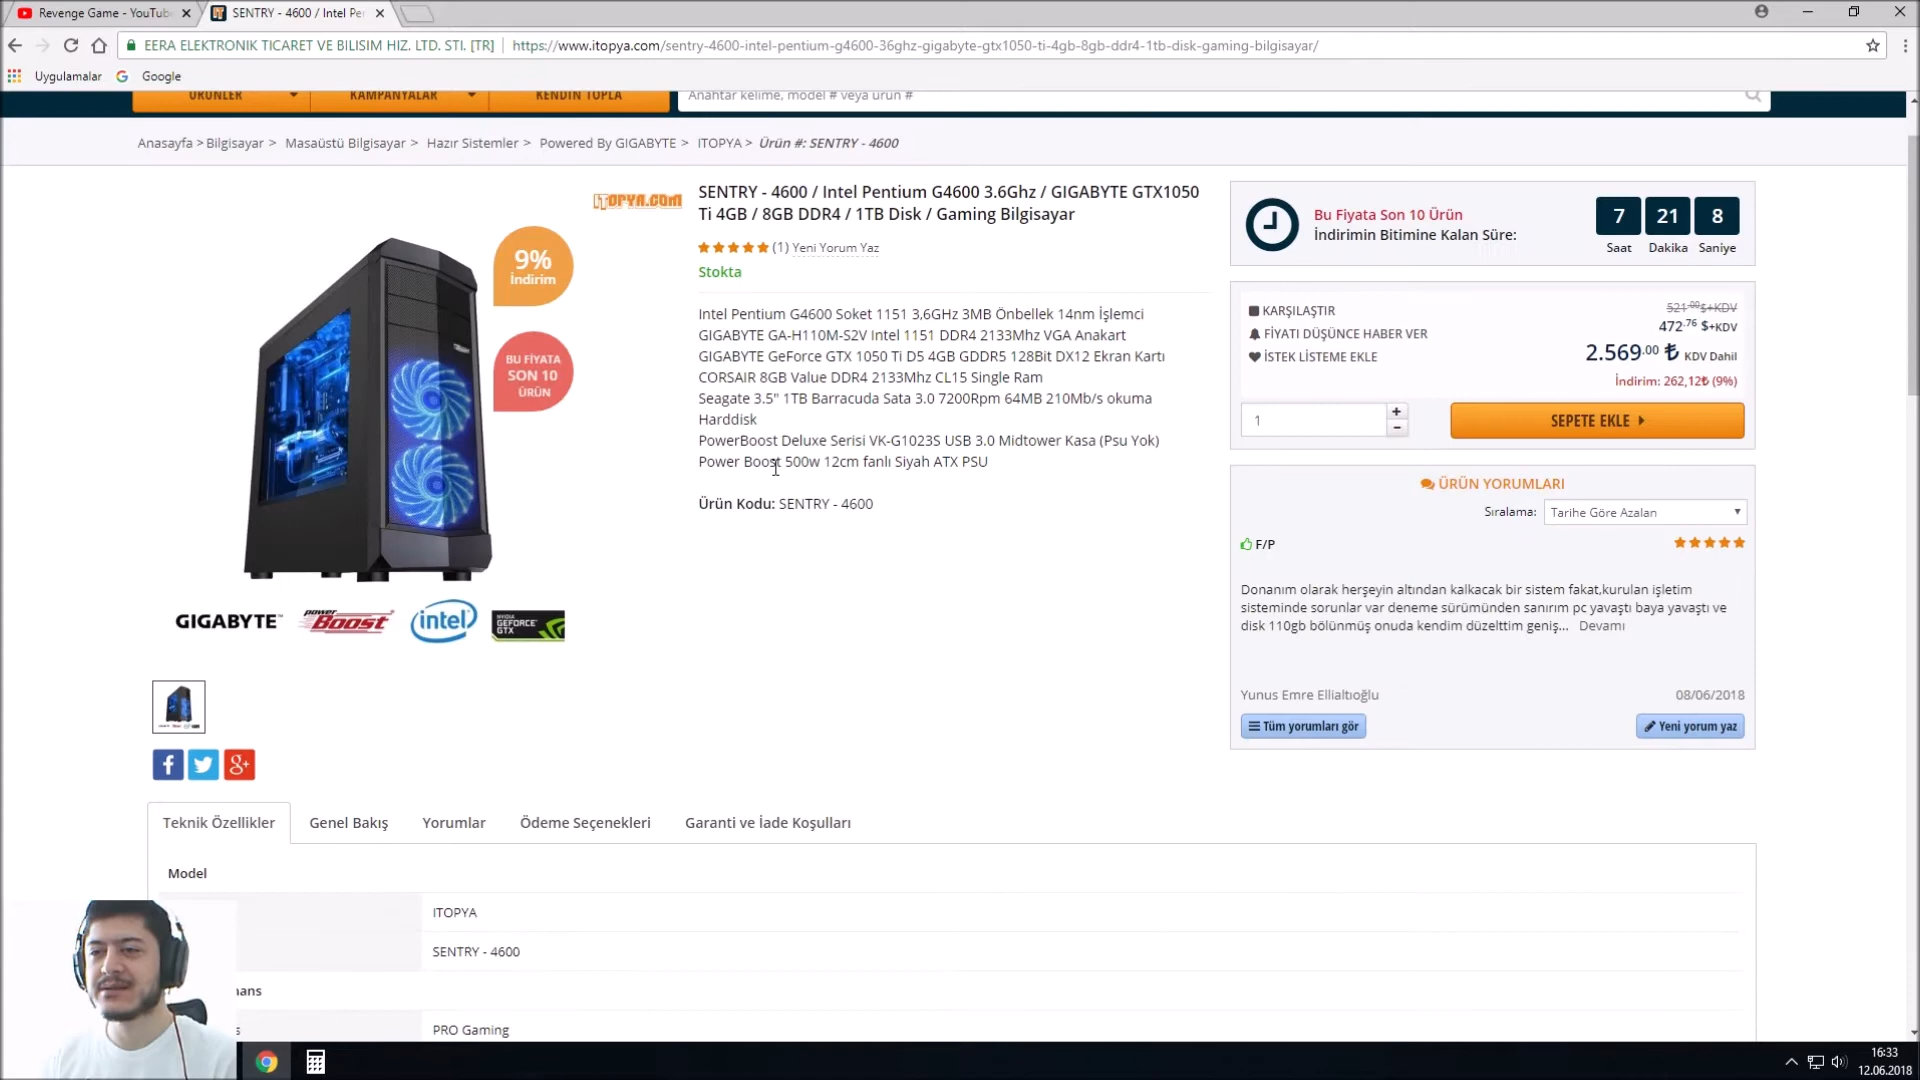 Revenge Game - YouTub
SENTRY - 4600 / Intel Pe
EERA ELEKTRONIK TICARET VE BILISIM HIZ. LTD. STI. [TR]
https://www.itopya.com/sentry-4600-intel-pentium-g4600-36ghz-gigabyte-gtx1050-ti-4gb-8gb-ddr4-1tb-disk-gaming-bilgisayar/
Uygulamalar
Google
ÜRÜNLER
KAMPANYALAR
KENDİN TOPLA
Anahtar kelime, model # veya ürün #
Anasayfa > Bilgisayar > Masaüstü Bilgisayar > Hazır Sistemler > Powered By GIGABYTE > ITOPYA > Ürün #: SENTRY - 4600
ITOPYA.COM
9%
İndirim
BU FİYATA
SON 10
ÜRÜN
GIGABYTE
POWER Boost
intel
NVIDIA GEFORCE GTX
SENTRY - 4600 / Intel Pentium G4600 3.6Ghz / GIGABYTE GTX1050
Ti 4GB / 8GB DDR4 / 1TB Disk / Gaming Bilgisayar
(1) Yeni Yorum Yaz
Stokta
Intel Pentium G4600 Soket 1151 3,6GHz 3MB Önbellek 14nm İşlemci
GIGABYTE GA-H110M-S2V Intel 1151 DDR4 2133Mhz VGA Anakart
GIGABYTE GeForce GTX 1050 Ti D5 4GB GDDR5 128Bit DX12 Ekran Kartı
CORSAIR 8GB Value DDR4 2133Mhz CL15 Single Ram
Seagate 3.5" 1TB Barracuda Sata 3.0 7200Rpm 64MB 210Mb/s okuma
Harddisk
PowerBoost Deluxe Serisi VK-G1023S USB 3.0 Midtower Kasa (Psu Yok)
Power Boost 500w 12cm fanlı Siyah ATX PSU
Ürün Kodu: SENTRY - 4600
Bu Fiyata Son 10 Ürün
İndirimin Bitimine Kalan Süre:
7 21 8
Saat Dakika Saniye
KARŞILAŞTIR
FİYATI DÜŞÜNCE HABER VER
İSTEK LİSTEME EKLE
521.00 $+KDV
472.76 $+KDV
2.569.00 ₺ KDV Dahil
İndirim: 262,12₺ (9%)
1
+
-
SEPETE EKLE
ÜRÜN YORUMLARI
Sıralama: Tarihe Göre Azalan
F/P
Donanım olarak herşeyin altından kalkacak bir sistem fakat,kurulan işletim
sisteminde sorunlar var deneme sürümünden sanırım pc yavaştı baya yavaştı ve
disk 110gb bölünmüş onuda kendim düzelttim geniş... Devamı
Yunus Emre Ellialtıoğlu 08/06/2018
Tüm yorumları gör
Yeni yorum yaz
Teknik Özellikler
Genel Bakış
Yorumlar
Ödeme Seçenekleri
Garanti ve İade Koşulları
Model
ITOPYA
SENTRY - 4600
PRO Gaming
16:33
12.06.2018